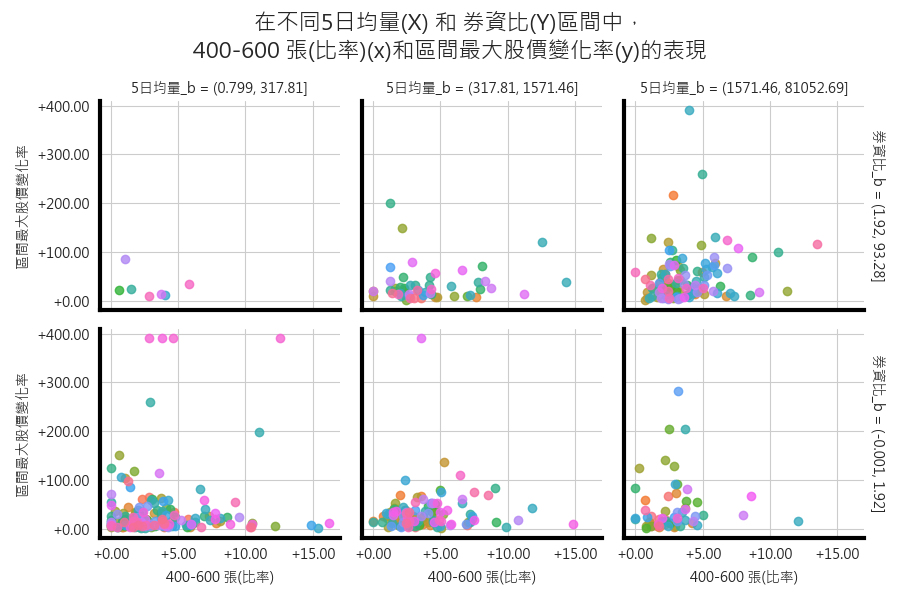 在不同5日均量(X) 和 券資比(Y)區間中，
400-600 張(比率)(x)和區間最大股價變化率(y)的表現
5日均量_b = (0.799, 317.81]
5日均量_b = (317.81, 1571.46]
5日均量_b = (1571.46, 81052.69]
+400.00
+300.00
+200.00
+100.00
+0.00
區間最大股價變化率
券資比_b = (1.92, 93.28]
+400.00
+300.00
+200.00
+100.00
+0.00
區間最大股價變化率
券資比_b = (-0.001, 1.92]
+0.00 +5.00 +10.00 +15.00
+0.00 +5.00 +10.00 +15.00
+0.00 +5.00 +10.00 +15.00
400-600 張(比率)
400-600 張(比率)
400-600 張(比率)